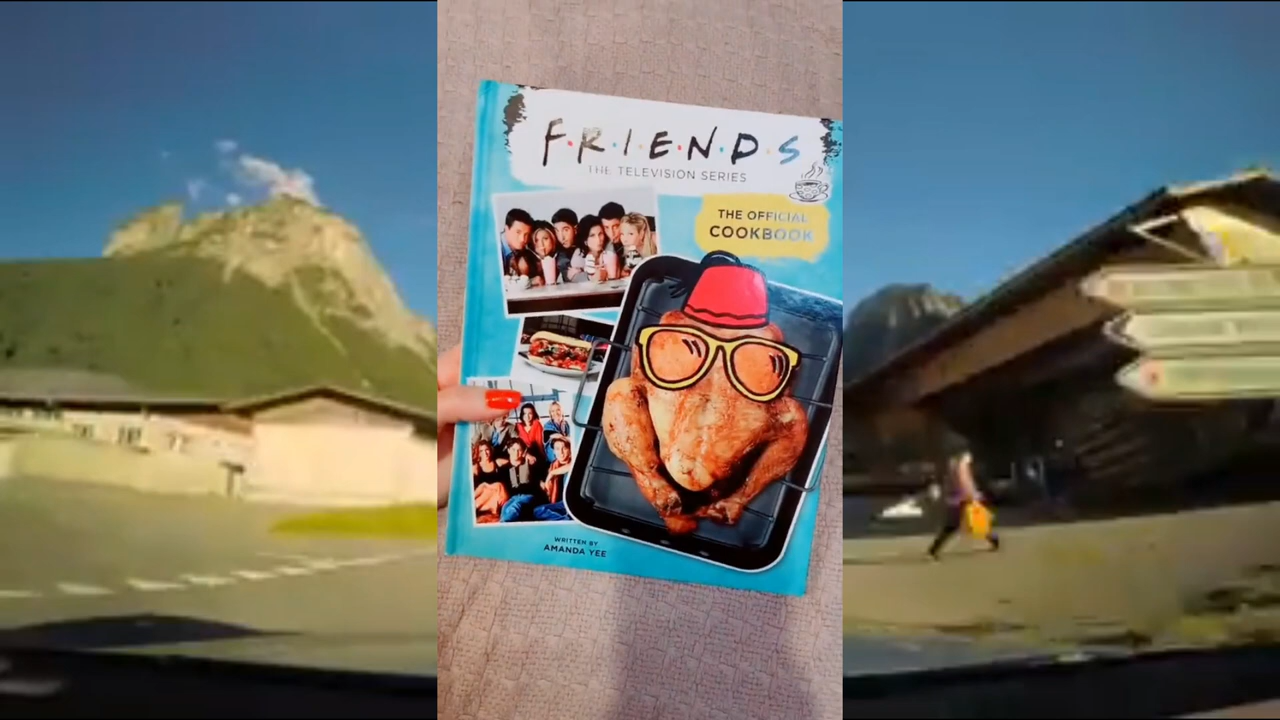 F·R·I·E·N·D·S
THE TELEVISION SERIES
THE OFFICIAL
COOKBOOK
WRITTEN BY
AMANDA YEE